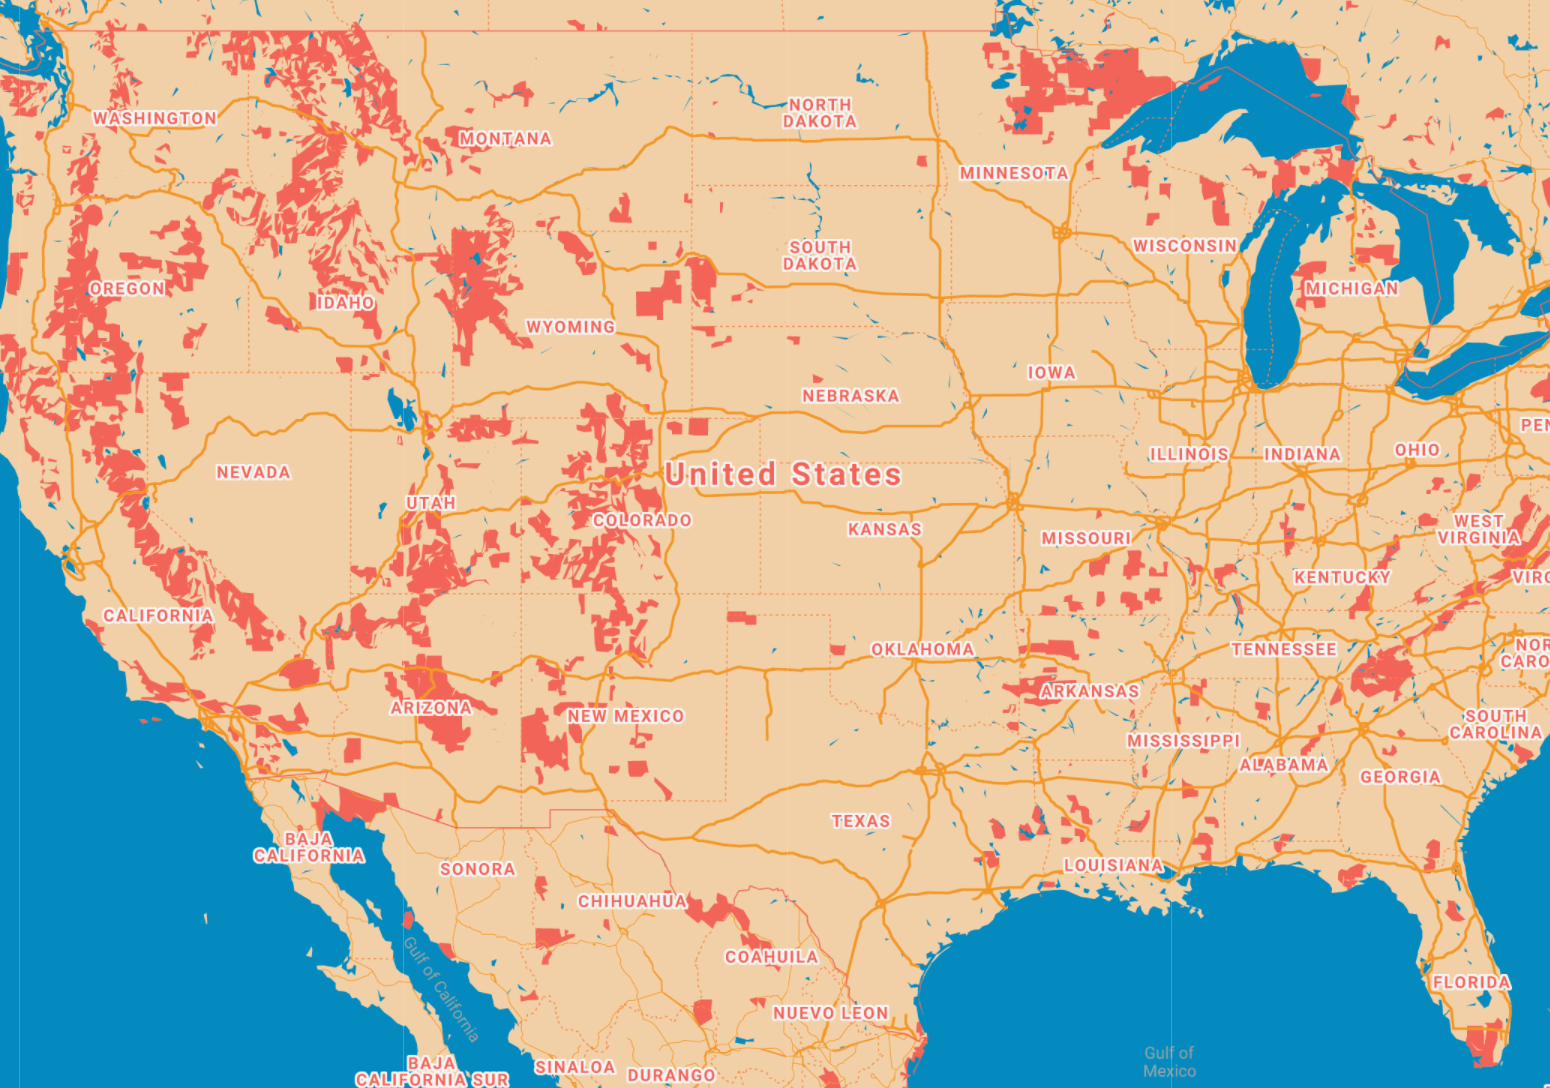 WASHINGTON
MONTANA
NORTH
DAKOTA
MINNESOTA
SOUTH
DAKOTA
WISCONSIN
OREGON
IDAHO
MICHIGAN
WYOMING
IOWA
NEBRASKA
PEN
NEVADA
United States
ILLINOIS
INDIANA
OHIO
UTAH
COLORADO
KANSAS
MISSOURI
WEST
VIRGINIA
KENTUCKY
VIRG
CALIFORNIA
OKLAHOMA
TENNESSEE
NOR
CARO
ARIZONA
NEW MEXICO
ARKANSAS
SOUTH
CAROLINA
MISSISSIPPI
ALABAMA
GEORGIA
TEXAS
BAJA
CALIFORNIA
SONORA
LOUISIANA
CHIHUAHUA
COAHUILA
Gulf of California
FLORIDA
NUEVO LEON
Gulf of
Mexico
BAJA
CALIFORNIA SUR
SINALOA
DURANGO